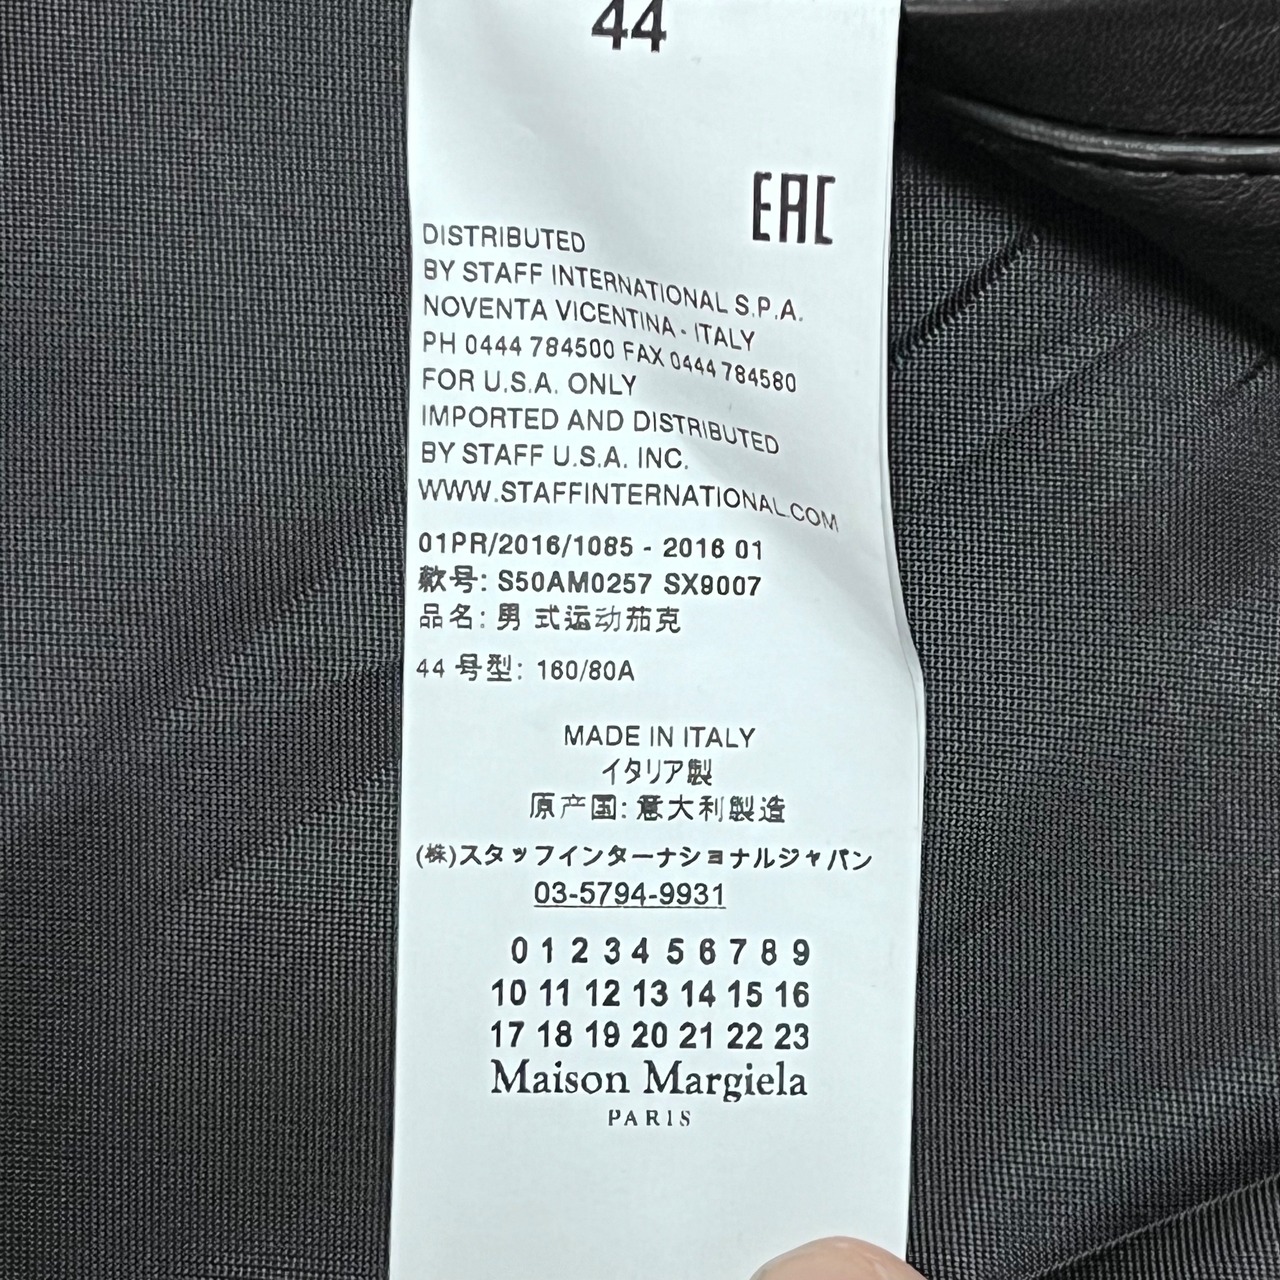 44
EAC
DISTRIBUTED
BY STAFF INTERNATIONAL S.P.A.
NOVENTA VICENTINA - ITALY
PH 0444 784500 FAX 0444 784580
FOR U.S.A. ONLY
IMPORTED AND DISTRIBUTED
BY STAFF U.S.A. INC.
WWW.STAFFINTERNATIONAL.COM
01PR/2016/1085 - 2016 01
款号: S50AM0257 SX9007
品名: 男 式运动茄克
44 号型: 160/80A
MADE IN ITALY
イタリア製
原产国: 意大利製造
(株)スタッフインターナショナルジャパン
03-5794-9931
0 1 2 3 4 5 6 7 8 9
10 11 12 13 14 15 16
17 18 19 20 21 22 23
Maison Margiela
PARIS